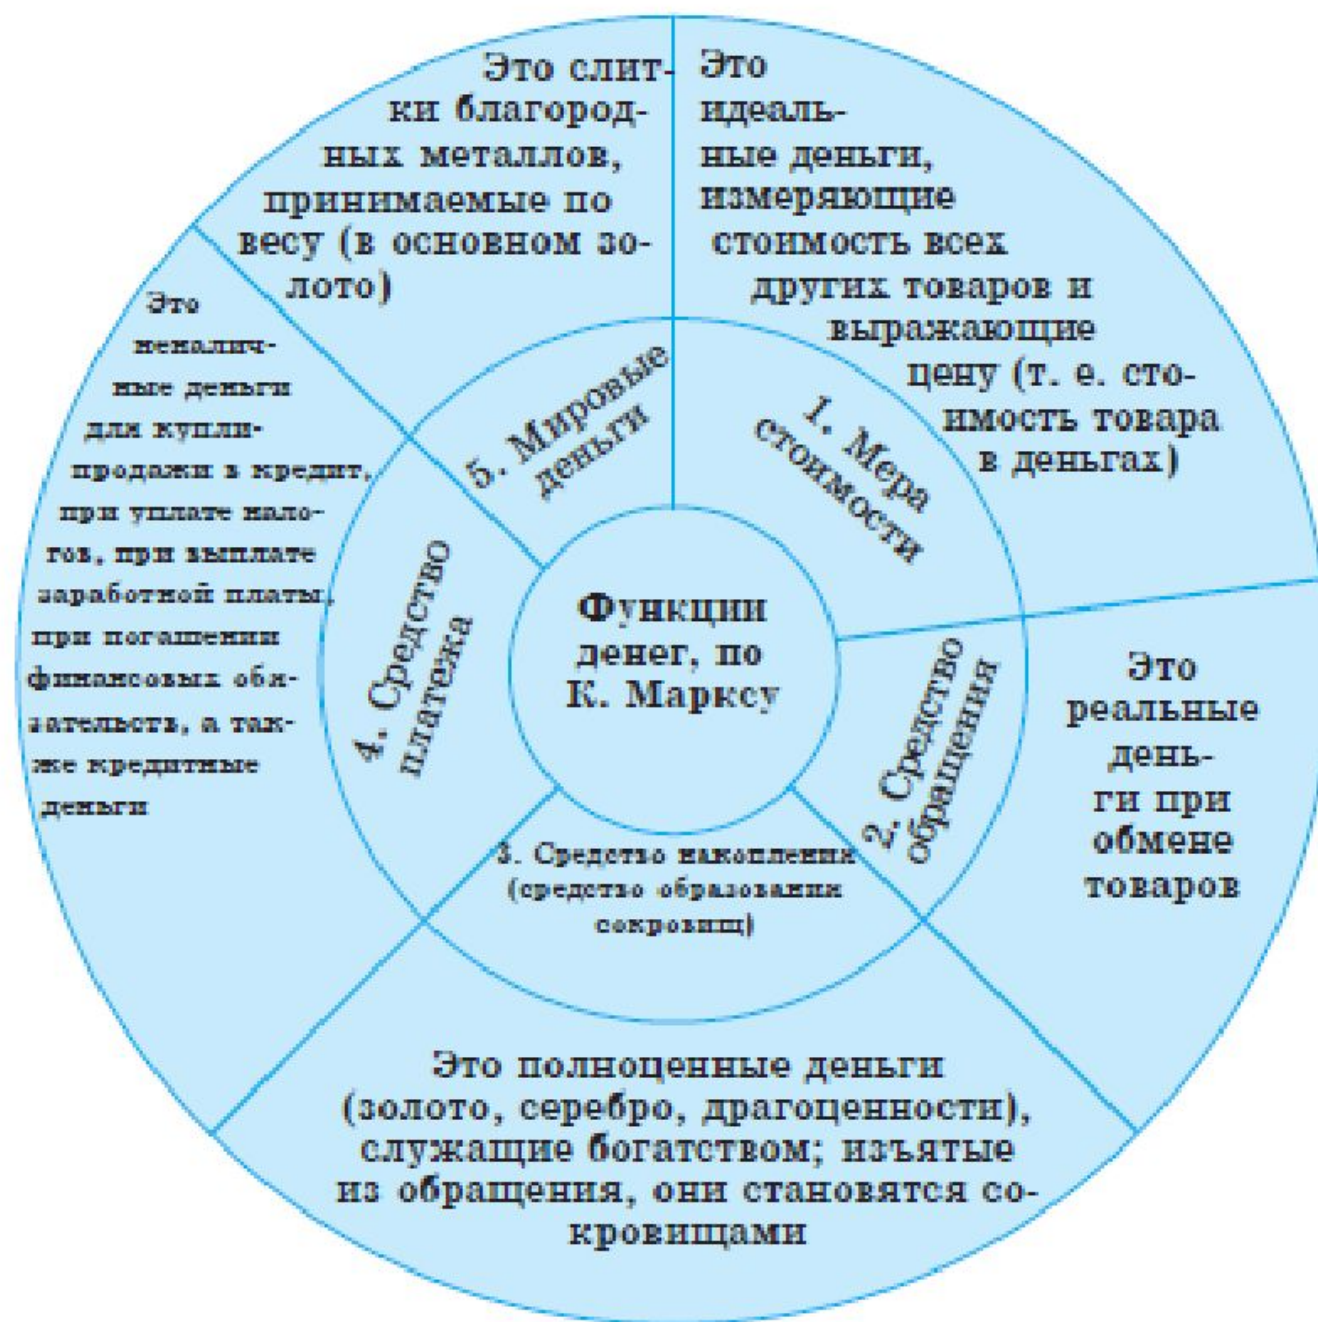 Функции
денег, по
К. Марксу
1. Мера
стоимости
Это
идеаль-
ные деньги,
измеряющие
стоимость всех
других товаров и
выражающие
цену (т. е. сто-
имость товара
в деньгах)
2. Средство
обращения
Это
реальные
день-
ги при
обмене
товаров
3. Средство накопления
(средство образования
сокровищ)
Это полноценные деньги
(золото, серебро, драгоценности),
служащие богатством; изъятые
из обращения, они становятся со-
кровищами
4. Средство
платежа
Это
неналич-
ные деньги
для купли-
продажи в кредит,
при уплате нало-
гов, при выплате
заработной платы,
при погашении
финансовых обя-
зательств, а так-
же кредитные
деньги
5. Мировые
деньги
Это слит-
ки благород-
ных металлов,
принимаемые по
весу (в основном зо-
лото)